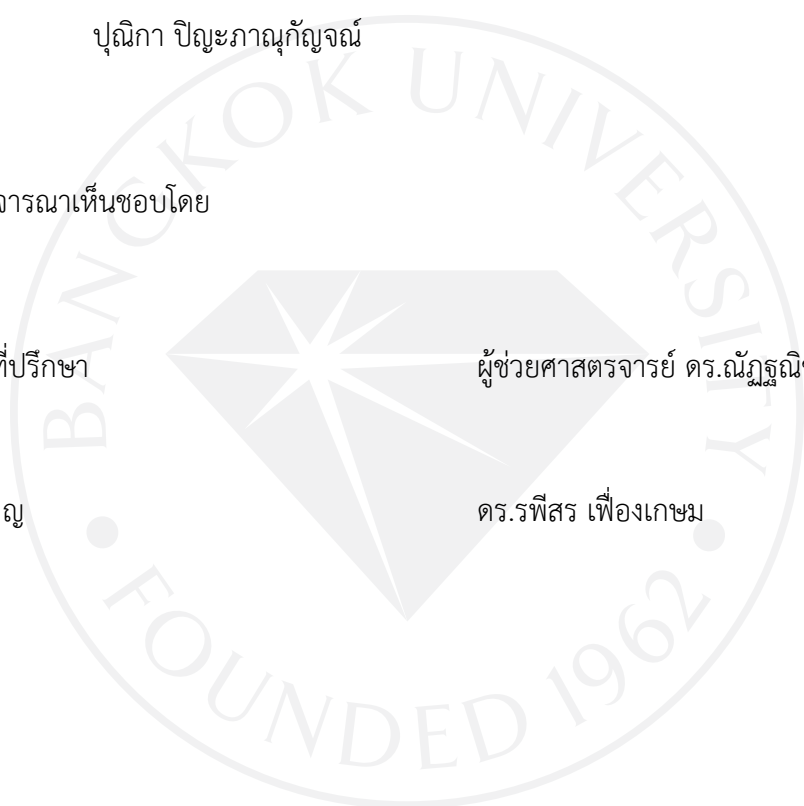 ปุณิกา ปิญะภาณุกัญจณ์
จารณาเห็นชอบโดย
ที่ปรึกษา ผู้ช่วยศาสตรจารย์ ดร.ณัฏฐณิ
ญ ดร.รพีสร เฟื่องเกษม
BANGKOK UNIVERSITY
FOUNDED 1962